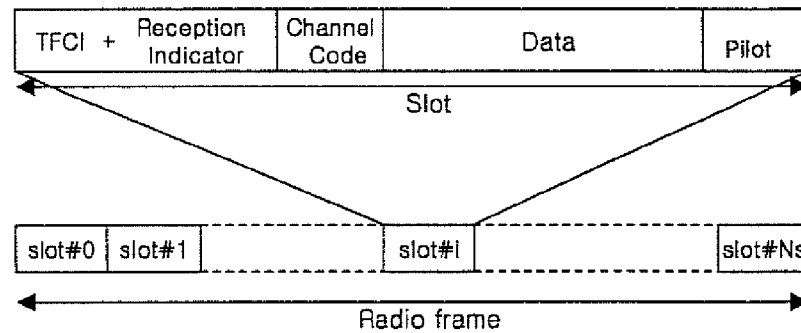 TFCI + Reception Indicator
Channel Code
Data
Pilot
Slot
slot#0
slot#1
slot#i
slot#Ns
Radio frame